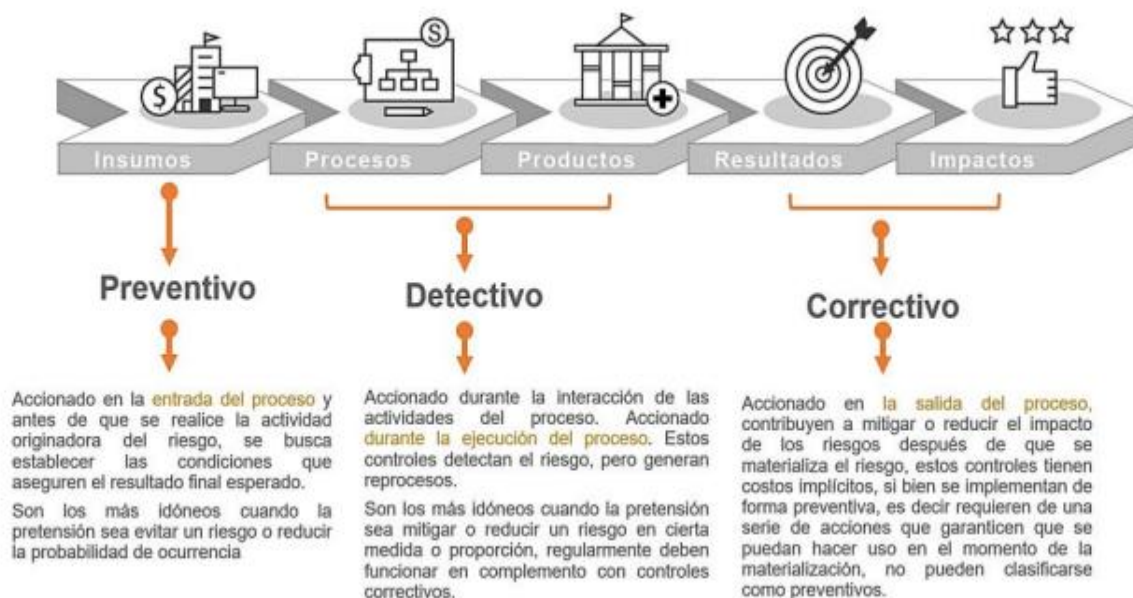 Insumos
Procesos
Productos
Resultados
Impactos
Preventivo
Accionado en la entrada del proceso y
antes de que se realice la actividad
originadora del riesgo, se busca
establecer las condiciones que
aseguren el resultado final esperado.
Son los más idóneos cuando la
pretensión sea evitar un riesgo o reducir
la probabilidad de ocurrencia
Detectivo
Accionado durante la interacción de las
actividades del proceso. Accionado
durante la ejecución del proceso. Estos
controles detectan el riesgo, pero generan
reprocesos.
Son los más idóneos cuando la pretensión
sea mitigar o reducir un riesgo en cierta
medida o proporción, regularmente deben
funcionar en complemento con controles
correctivos.
Correctivo
Accionado en la salida del proceso,
contribuyen a mitigar o reducir el impacto
de los riesgos después de que se
materializa el riesgo, estos controles tienen
costos implícitos, si bien se implementan de
forma preventiva, es decir requieren de una
serie de acciones que garanticen que se
puedan hacer uso en el momento de la
materialización, no pueden clasificarse
como preventivos.